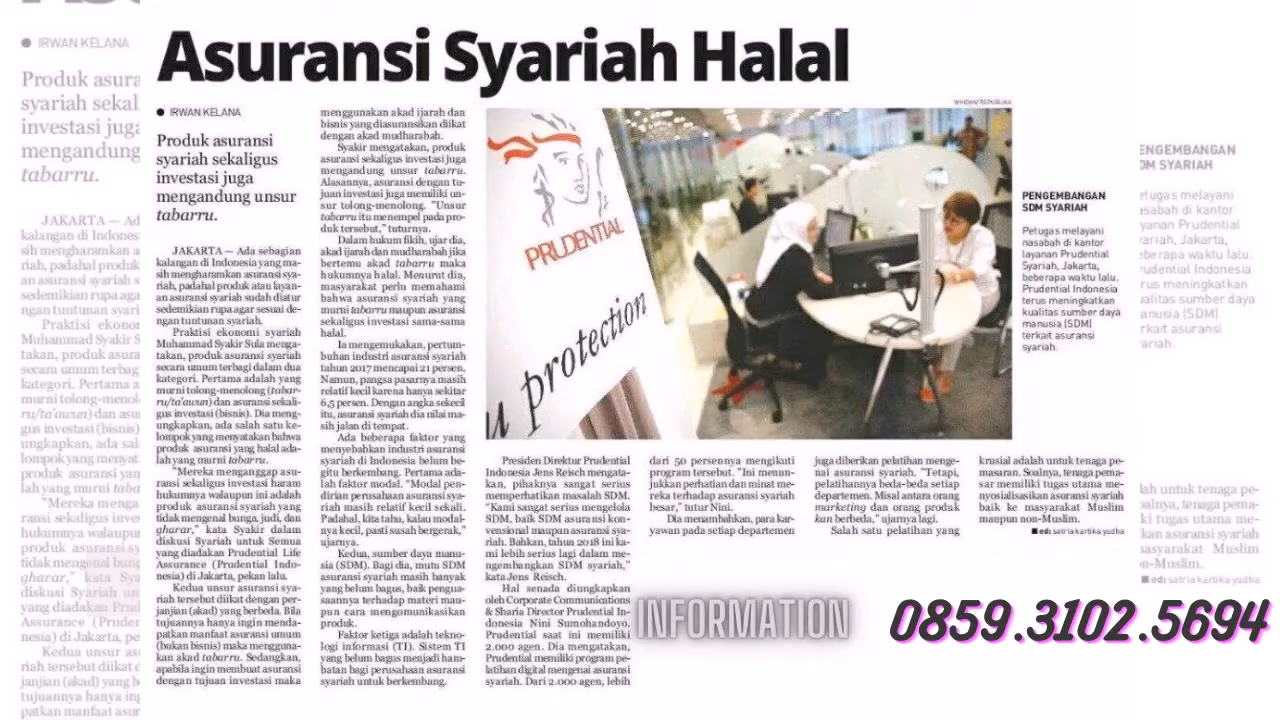 Asuransi Syariah Halal
IRWAN KELANA
Produk asuransi
syariah sekaligus
investasi juga
mengandung unsur
tabarru.
JAKARTA — Ada sebagian
kalangan di Indonesia yang ma-
sih mengharamkan asuransi sya-
riah, padahal produk atau layan-
an asuransi syariah sudah diatur
sedemikian rupa agar sesuai de-
ngan tuntunan syariah.
Praktisi ekonomi syariah
Muhammad Syakir Sula menga-
takan, produk asuransi syariah
secara umum terbagi dalam dua
kategori. Pertama adalah yang
murni tolong-menolong (tabar-
ru/ta'awun) dan asuransi sekali-
gus investasi (bisnis). Dia meng-
ungkapkan, ada salah satu ke-
lompok yang menyatakan bahwa
produk asuransi yang halal ada-
lah yang murni tabarru.
"Mereka menganggap asu-
ransi sekaligus investasi haram
hukumnya walaupun ini adalah
produk asuransi syariah yang
tidak mengenal bunga, judi, dan
gharar," kata Syakir dalam
diskusi Syariah untuk Semua
yang diadakan Prudential Life
Assurance (Prudential Indo-
nesia) di Jakarta, pekan lalu.
Kedua unsur asuransi sya-
riah tersebut diikat dengan per-
janjian (akad) yang berbeda. Bila
tujuannya hanya ingin menda-
patkan manfaat asuransi umum
(bukan bisnis) maka mengguna-
kan akad tabarru. Sedangkan,
apabila ingin membuat asuransi
dengan tujuan investasi maka
menggunakan akad ijarah dan
bisnis yang diasuransikan diikat
dengan akad mudharabah.
Syakir mengatakan, produk
asuransi sekaligus investasi juga
mengandung unsur tabarru.
Alasannya, asuransi dengan tu-
juan investasi juga memiliki un-
sur tolong-menolong. "Unsur
tabarru itu menempel pada pro-
duk tersebut," tuturnya.
Dalam hukum fikih, ujar dia,
akad ijarah dan mudharabah jika
bertemu akad tabarru maka
hukumnya halal. Menurut dia,
masyarakat perlu memahami
bahwa asuransi syariah yang
murni tabarru maupun asuransi
sekaligus investasi sama-sama
halal.
Ia mengemukakan, pertum-
buhan industri asuransi syariah
tahun 2017 mencapai 21 persen.
Namun, pangsa pasarnya masih
relatif kecil karena hanya sekitar
6,5 persen. Dengan angka sekecil
itu, asuransi syariah dia nilai ma-
sih jalan di tempat.
Ada beberapa faktor yang
menyebabkan industri asuransi
syariah di Indonesia belum be-
gitu berkembang. Pertama ada-
lah faktor modal. "Modal pen-
dirian perusahaan asuransi sya-
riah masih relatif kecil sekali.
Padahal, kita tahu, kalau modal-
nya kecil, pasti susah bergerak,"
ujarnya.
Kedua, sumber daya manu-
sia (SDM). Bagi dia, mutu SDM
asuransi syariah masih banyak
yang belum bagus, baik pengua-
saannya terhadap materi mau-
pun cara mengomunikasikan
produk.
Faktor ketiga adalah tekno-
logi informasi (TI). Sistem TI
yang belum bagus menjadi ham-
batan bagi perusahaan asuransi
syariah untuk berkembang.
WIHDAN/REPUBLIKA
PRUDENTIAL
protection
PENGEMBANGAN
SDM SYARIAH
Petugas melayani
nasabah di kantor
layanan Prudential
Syariah, Jakarta,
beberapa waktu lalu.
Prudential Indonesia
terus meningkatkan
kualitas sumber daya
manusia (SDM)
terkait asuransi
syariah.
Presiden Direktur Prudential
Indonesia Jens Reisch mengata-
kan, pihaknya sangat serius
memperhatikan masalah SDM.
"Kami sangat serius mengelola
SDM, baik SDM asuransi kon-
vensional maupun asuransi sya-
riah. Bahkan, tahun 2018 ini ka-
mi lebih serius lagi dalam me-
ngembangkan SDM syariah,"
kata Jens Reisch.
Hal senada diungkapkan
oleh Corporate Communications
& Sharia Director Prudential In-
donesia Nini Sumohandoyo.
Prudential saat ini memiliki
2.000 agen. Dia mengatakan,
Prudential memiliki program pe-
latihan digital mengenai asuransi
syariah. Dari 2.000 agen, lebih
dari 50 persennya mengikuti
program tersebut. "Ini menun-
jukkan perhatian dan minat me-
reka terhadap asuransi syariah
besar," tutur Nini.
Dia menambahkan, para kar-
yawan pada setiap departemen
juga diberikan pelatihan menge-
nai asuransi syariah. "Tetapi,
pelatihannya beda-beda setiap
departemen. Misal antara orang
marketing dan orang produk
kan berbeda," ujarnya lagi.
Salah satu pelatihan yang
krusial adalah untuk tenaga pe-
masaran. Soalnya, tenaga pema-
sar memiliki tugas utama me-
nyosialisasikan asuransi syariah
baik ke masyarakat Muslim
maupun non-Muslim.
ed: satria kartika yudha
INFORMATION
0859.3102.5694